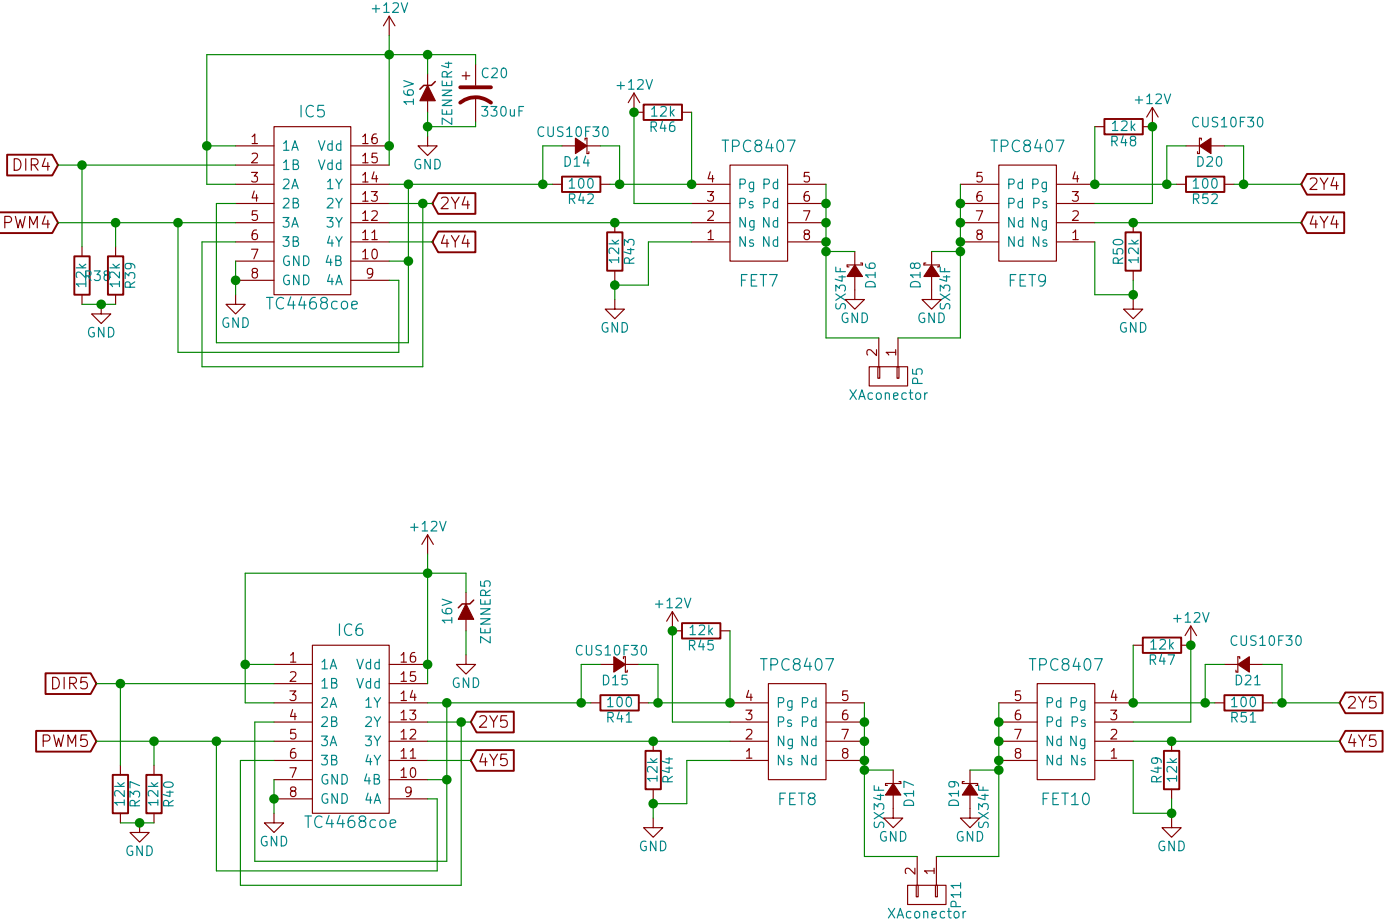 +12V
16V
ZENNER4
+
C20
330uF
GND
IC5
1 1A Vdd 16
2 1B Vdd 15
3 2A 1Y 14
4 2B 2Y 13
5 3A 3Y 12
6 3B 4Y 11
7 GND 4B 10
8 GND 4A 9
TC4468coe
GND
DIR4
PWM4
12k
R38
12k
R39
GND
2Y4
4Y4
CUS10F30
D14
100
R42
+12V
12k
R46
12k
R43
GND
TPC8407
4 Pg Pd 5
3 Ps Pd 6
2 Ng Nd 7
1 Ns Nd 8
FET7
SX34F
D16
GND
D18
SX34F
GND
2 1
P5
XAconector
TPC8407
5 Pd Pg 4
6 Pd Ps 3
7 Nd Ng 2
8 Nd Ns 1
FET9
+12V
12k
R48
CUS10F30
D20
100
R52
2Y4
4Y4
R50
12k
GND
+12V
16V
ZENNER5
GND
IC6
1 1A Vdd 16
2 1B Vdd 15
3 2A 1Y 14
4 2B 2Y 13
5 3A 3Y 12
6 3B 4Y 11
7 GND 4B 10
8 GND 4A 9
TC4468coe
GND
DIR5
PWM5
12k
R37
12k
R40
GND
2Y5
4Y5
CUS10F30
D15
100
R41
+12V
12k
R45
12k
R44
GND
TPC8407
4 Pg Pd 5
3 Ps Pd 6
2 Ng Nd 7
1 Ns Nd 8
FET8
SX34F
D17
GND
D19
SX34F
GND
2 1
P11
XAconector
TPC8407
5 Pd Pg 4
6 Pd Ps 3
7 Nd Ng 2
8 Nd Ns 1
FET10
+12V
12k
R47
CUS10F30
D21
100
R51
2Y5
4Y5
R49
12k
GND